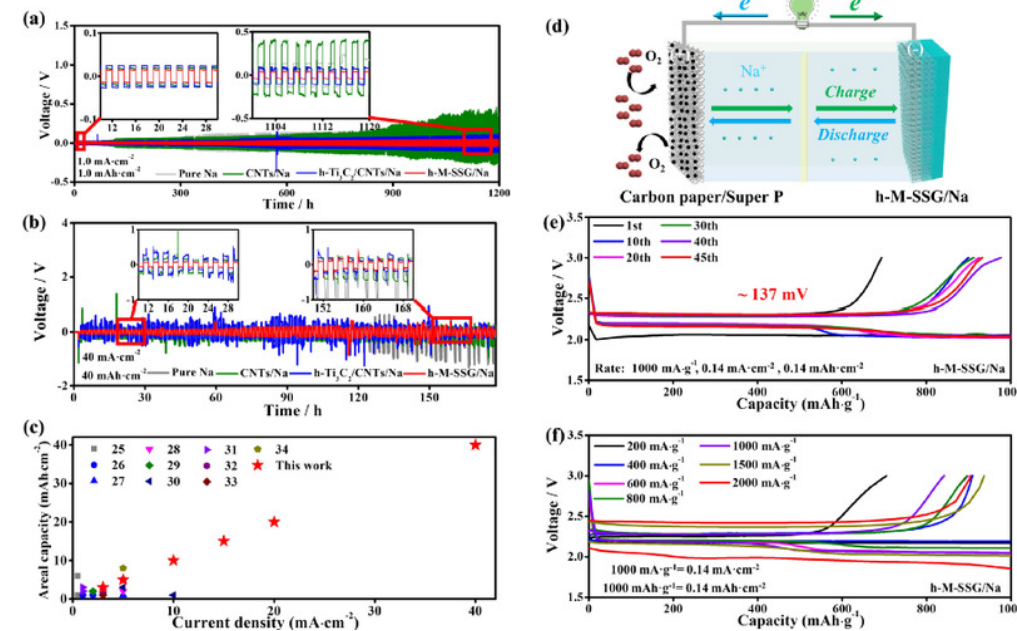 (a)
1.5
1.0
0.5
0.0
-0.5
Voltage / V
0.1
0.0
-0.1
12 16 20 24 28
0.5
0.0
-0.5
1104 1112 1120
1.0 mA·cm-2
1.0 mAh·cm-2
Pure Na CNTs/Na h-Ti3C2/CNTs/Na h-M-SSG/Na
0 300 600 900 1200
Time / h
(b)
4
2
0
-2
Voltage / V
1
0
-1
12 16 20 24 28
1
0
-1
152 160 168
40 mA·cm-2
40 mAh·cm-2
Pure Na CNTs/Na h-Ti3C2/CNTs/Na h-M-SSG/Na
0 30 60 90 120 150
Time / h
(c)
Areal capacity (mAh cm-2)
40
30
20
10
0
25 28 31 34
26 29 32 This work
27 30 33
0 10 20 30 40
Current density (mA·cm-2)
(d)
e e
(-)
O2
Na+
Charge
Discharge
O2
Carbon paper/Super P h-M-SSG/Na
(e)
3.5
3.0
2.5
2.0
1.5
Voltage / V
1st 30th
10th 40th
20th 45th
~ 137 mV
Rate: 1000 mA·g-1, 0.14 mA·cm-2 , 0.14 mAh·cm-2 h-M-SSG/Na
0 200 400 600 800 100
Capacity (mAh·g-1)
(f)
3.5
3.0
2.5
2.0
1.5
Voltage / V
200 mA·g-1 1000 mA·g-1
400 mA·g-1 1500 mA·g-1
600 mA·g-1 2000 mA·g-1
800 mA·g-1
1000 mA·g-1= 0.14 mA·cm-2
1000 mAh·g-1= 0.14 mAh·cm-2
h-M-SSG/Na
0 200 400 600 800 100
Capacity (mAh·g-1)